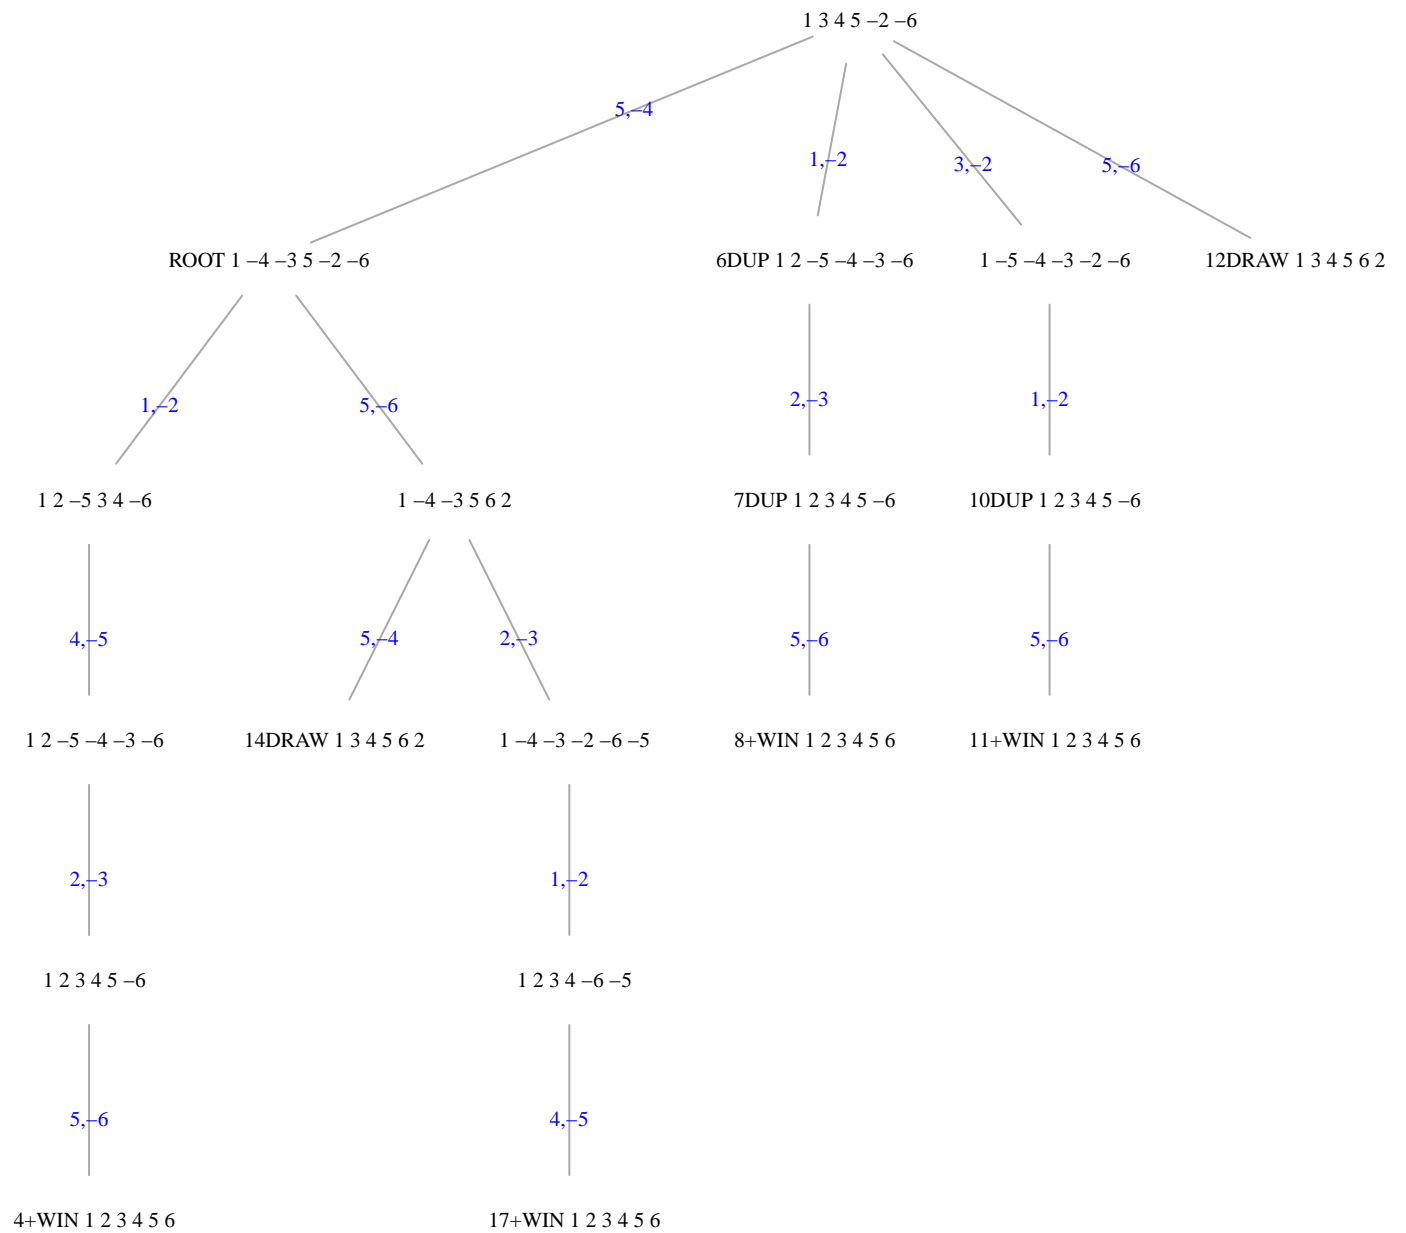 1 3 4 5 –2 –6
5,–4
1,–2
3,–2
5,–6
ROOT 1 –4 –3 5 –2 –6
6DUP 1 2 –5 –4 –3 –6
1 –5 –4 –3 –2 –6
12DRAW 1 3 4 5 6 2
1,–2
5,–6
2,–3
1,–2
1 2 –5 3 4 –6
1 –4 –3 5 6 2
7DUP 1 2 3 4 5 –6
10DUP 1 2 3 4 5 –6
4,–5
5,–4
2,–3
5,–6
5,–6
1 2 –5 –4 –3 –6
14DRAW 1 3 4 5 6 2
1 –4 –3 –2 –6 –5
8+WIN 1 2 3 4 5 6
11+WIN 1 2 3 4 5 6
2,–3
1,–2
1 2 3 4 5 –6
1 2 3 4 –6 –5
5,–6
4,–5
4+WIN 1 2 3 4 5 6
17+WIN 1 2 3 4 5 6